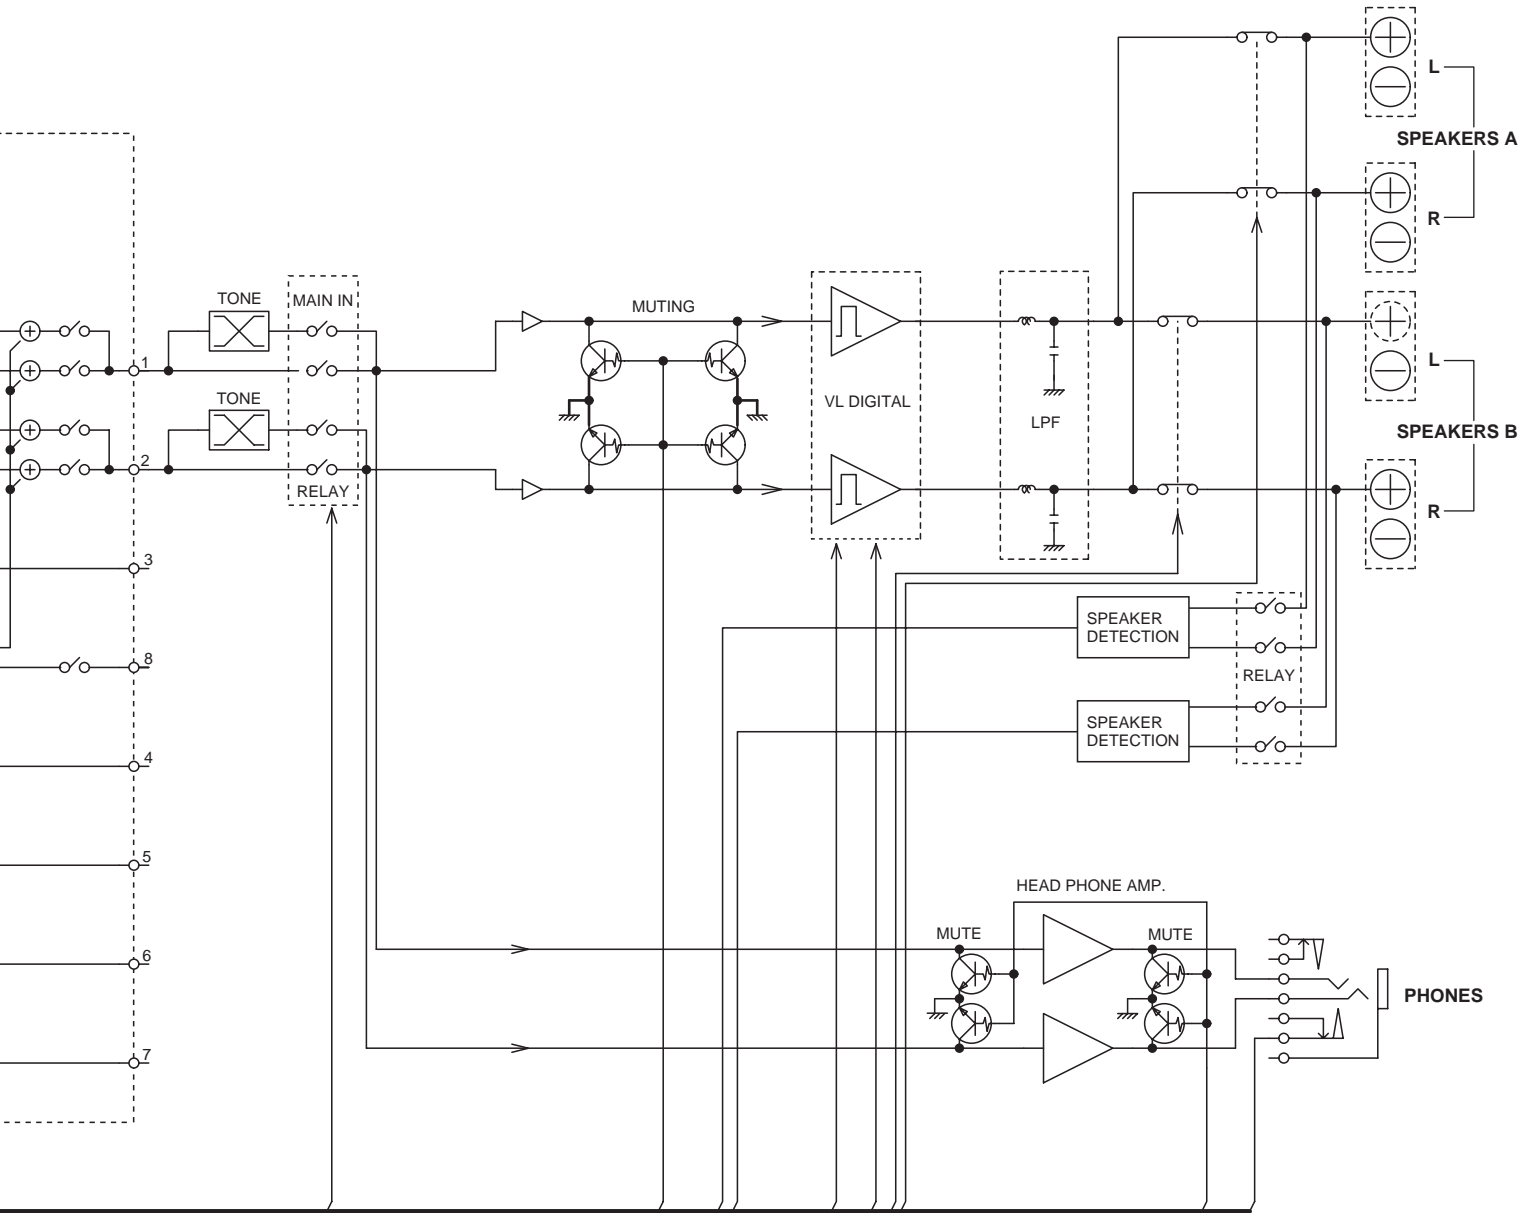 L
SPEAKERS A
R
TONE
MAIN IN
MUTING
1
L
TONE
VL DIGITAL
LPF
SPEAKERS B
2
RELAY
R
3
SPEAKER
DETECTION
8
RELAY
SPEAKER
DETECTION
4
5
HEAD PHONE AMP.
MUTE
MUTE
6
PHONES
7